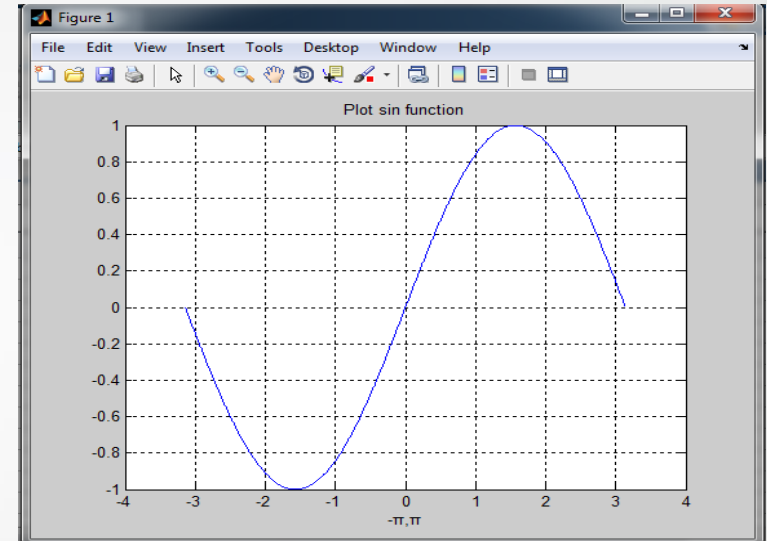 Figure 1
File Edit View Insert Tools Desktop Window Help
Plot sin function
1
0.8
0.6
0.4
0.2
0
-0.2
-0.4
-0.6
-0.8
-1
-4 -3 -2 -1 0 1 2 3 4
-π,π